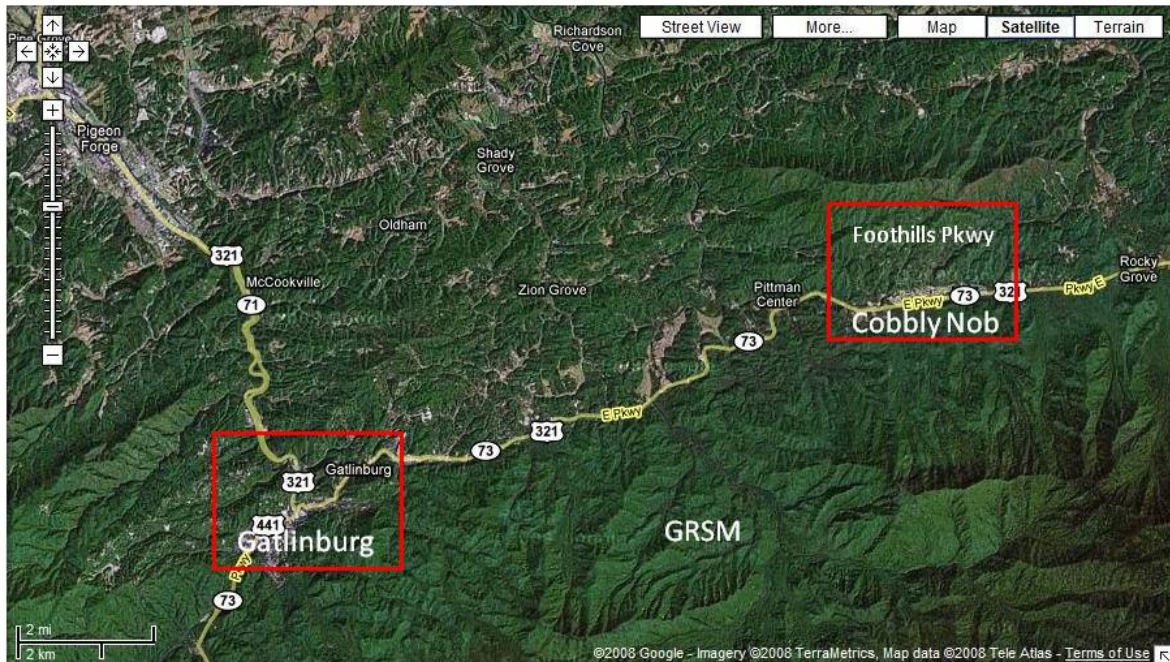 Pine Grove
Richardson
Cove
Street View
More...
Map
Satellite
Terrain
Pigeon
Forge
Shady
Grove
Oldham
321
McCookville
71
Zion Grove
Foothills Pkwy
Pittman
Center
Rocky
Grove
E Pkwy
73
321
Pkwy E
Cobbly Nob
73
E Pkwy
321
73
Gatlinburg
321
441
Gatlinburg
GRSM
Pkwy
73
2 mi
2 km
©2008 Google - Imagery ©2008 TerraMetrics, Map data ©2008 Tele Atlas - Terms of Use